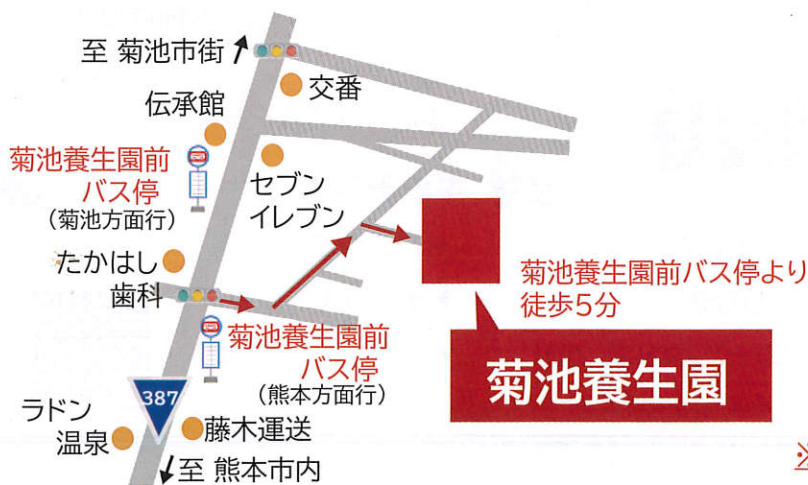 至 菊池市街
交番
伝承館
菊池養生園前
バス停
(菊池方面行)
セブン
イレブン
たかはし
歯科
菊池養生園前バス停より
徒歩5分
菊池養生園前
バス停
(熊本方面行)
菊池養生園
387
ラドン
温泉
藤木運送
至 熊本市内
※